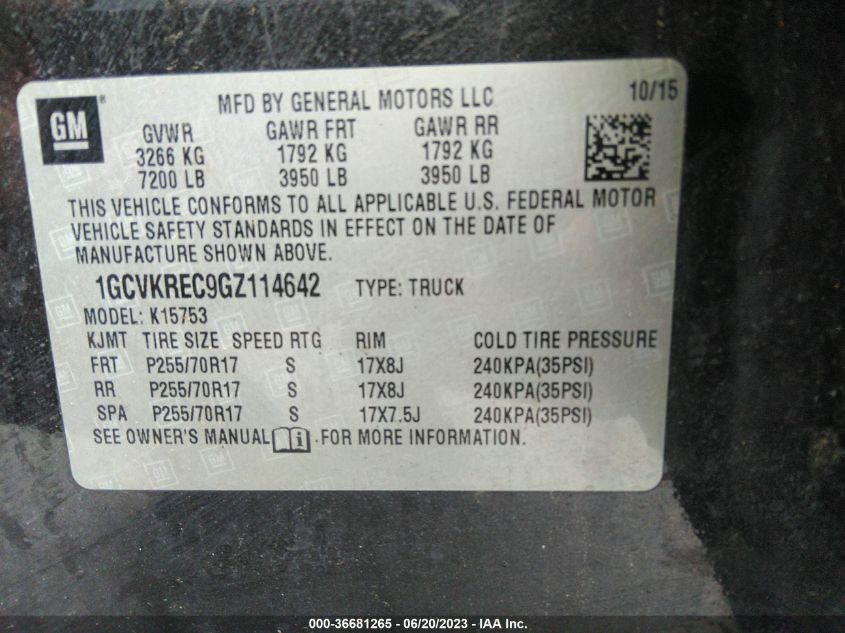 GM ®
MFD BY GENERAL MOTORS LLC 10/15
GVWR GAWR FRT GAWR RR
3266 KG 1792 KG 1792 KG
7200 LB 3950 LB 3950 LB
THIS VEHICLE CONFORMS TO ALL APPLICABLE U.S. FEDERAL MOTOR
VEHICLE SAFETY STANDARDS IN EFFECT ON THE DATE OF
MANUFACTURE SHOWN ABOVE.
1GCVKREC9GZ114642 TYPE: TRUCK
MODEL: K15753
KJMT TIRE SIZE SPEED RTG RIM COLD TIRE PRESSURE
FRT P255/70R17 S 17X8J 240KPA(35PSI)
RR P255/70R17 S 17X8J 240KPA(35PSI)
SPA P255/70R17 S 17X7.5J 240KPA(35PSI)
SEE OWNER'S MANUAL FOR MORE INFORMATION.
000-36681265 - 06/20/2023 - IAA Inc.